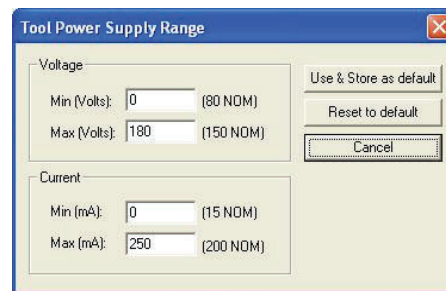 Tool Power Supply Range
Voltage
Min (Volts): 0 (80 NOM)
Max (Volts): 180 (150 NOM)
Use & Store as default
Reset to default
Cancel
Current
Min (mA): 0 (15 NOM)
Max (mA): 250 (200 NOM)